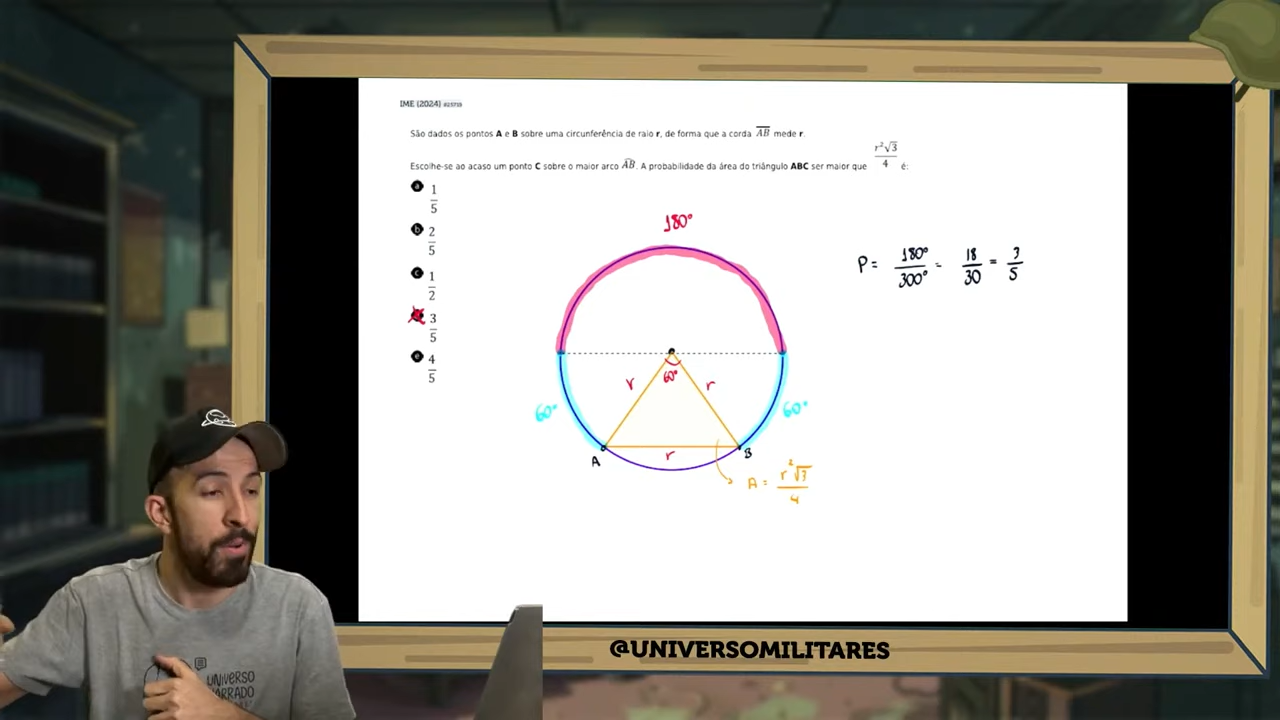 IME (2024) #25713
São dados os pontos A e B sobre uma circunferência de raio r, de forma que a corda AB mede r.
Escolhe-se ao acaso um ponto C sobre o maior arco AB. A probabilidade da área do triângulo ABC ser maior que r²√3/4 é:
a 1/5
b 2/5
c 1/2
3/5
e 4/5
180°
P = 180°/300° = 18/30 = 3/5
60°
r
60°
r
60°
A
r
B
A = r²√3/4
UNIVERSO
NARRADO
@UNIVERSOMILITARES